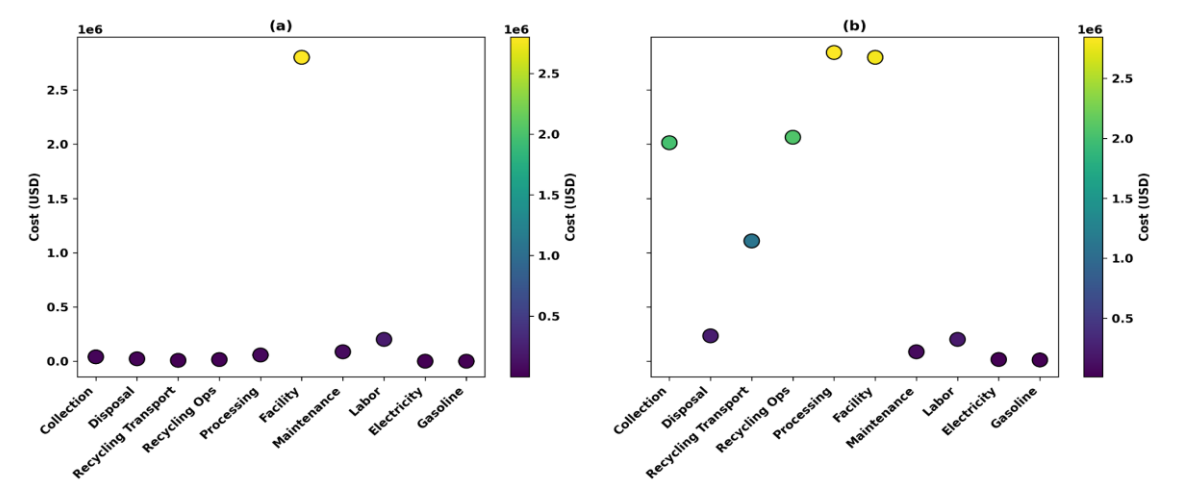 (a)
1e6
2.5
2.0
1.5
1.0
0.5
0.0
Cost (USD)
Collection
Disposal
Recycling Transport
Recycling Ops
Processing
Facility
Maintenance
Labor
Electricity
Gasoline
1e6
2.5
2.0
1.5
1.0
0.5
Cost (USD)
(b)
Collection
Disposal
Recycling Transport
Recycling Ops
Processing
Facility
Maintenance
Labor
Electricity
Gasoline
1e6
2.5
2.0
1.5
1.0
0.5
Cost (USD)